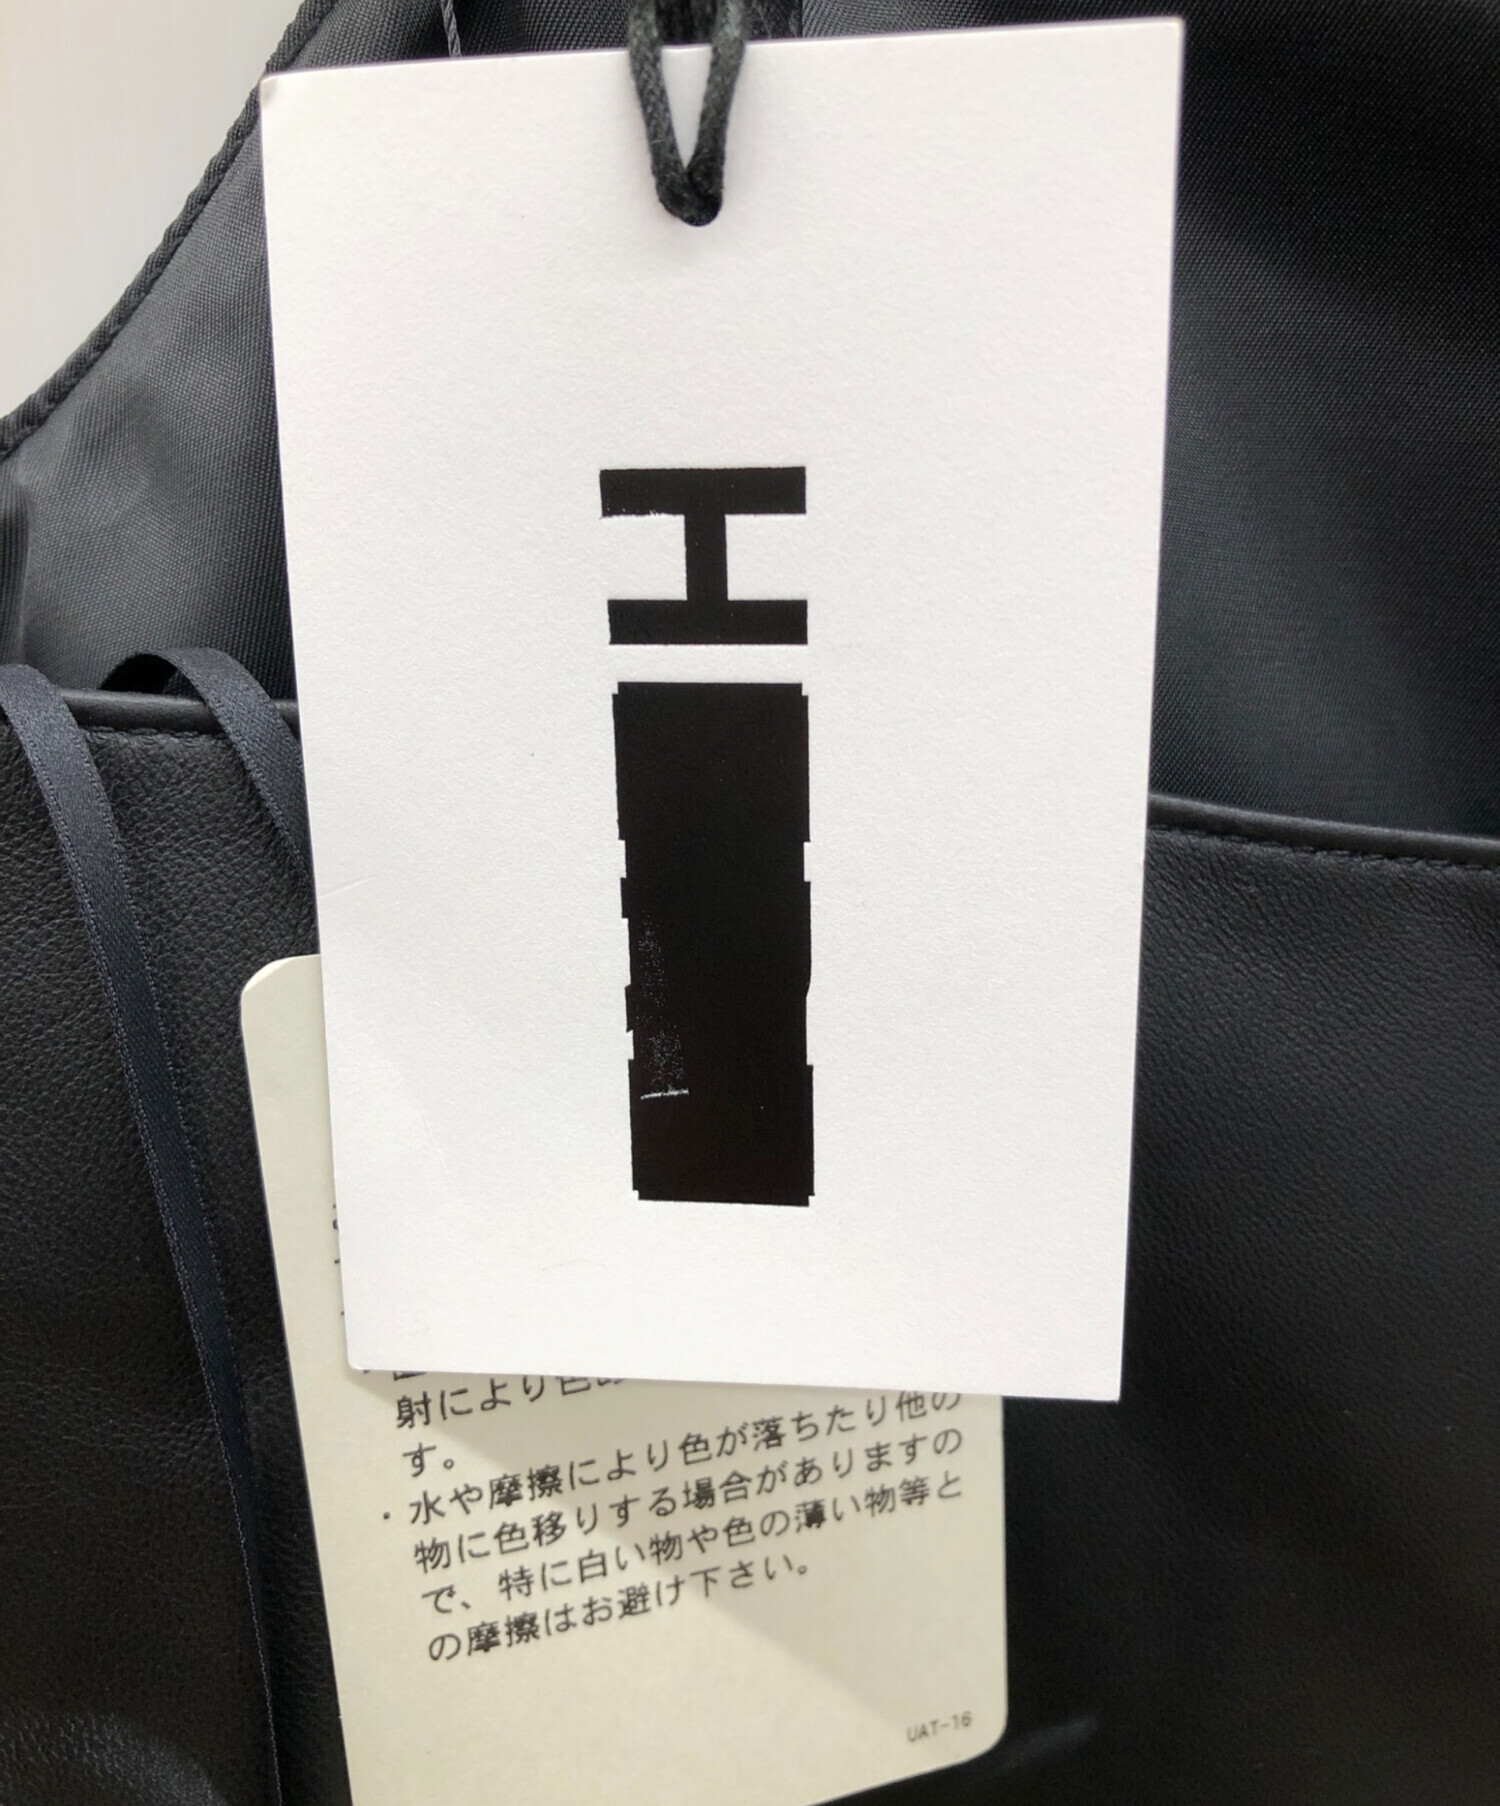 H
射により色
す。
・水や摩擦により色が落ちたり他の
物に色移りする場合がありますの
で、特に白い物や色の薄い物等と
の摩擦はお避け下さい。
UAT-16